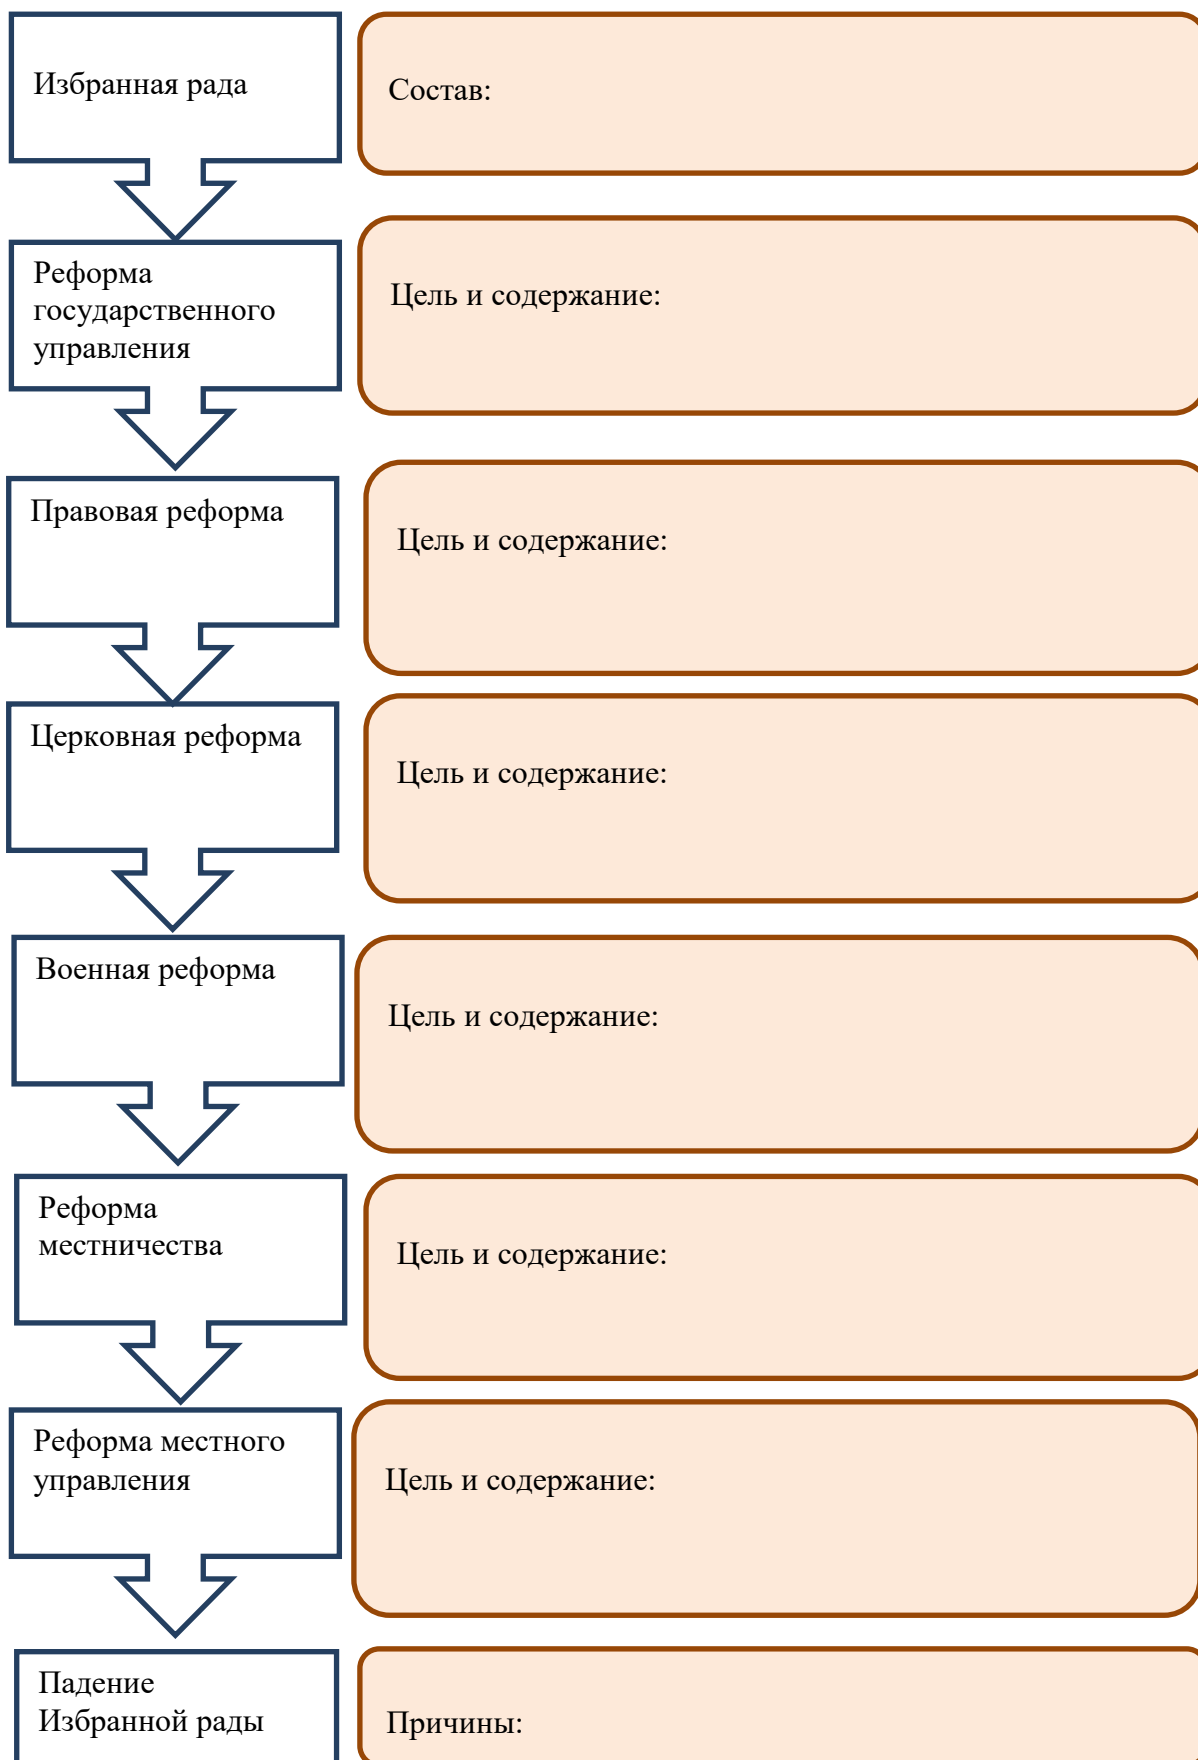 Избранная рада
Состав:
Реформа
государственного
управления
Цель и содержание:
Правовая реформа
Цель и содержание:
Церковная реформа
Цель и содержание:
Военная реформа
Цель и содержание:
Реформа
местничества
Цель и содержание:
Реформа местного
управления
Цель и содержание:
Падение
Избранной рады
Причины: